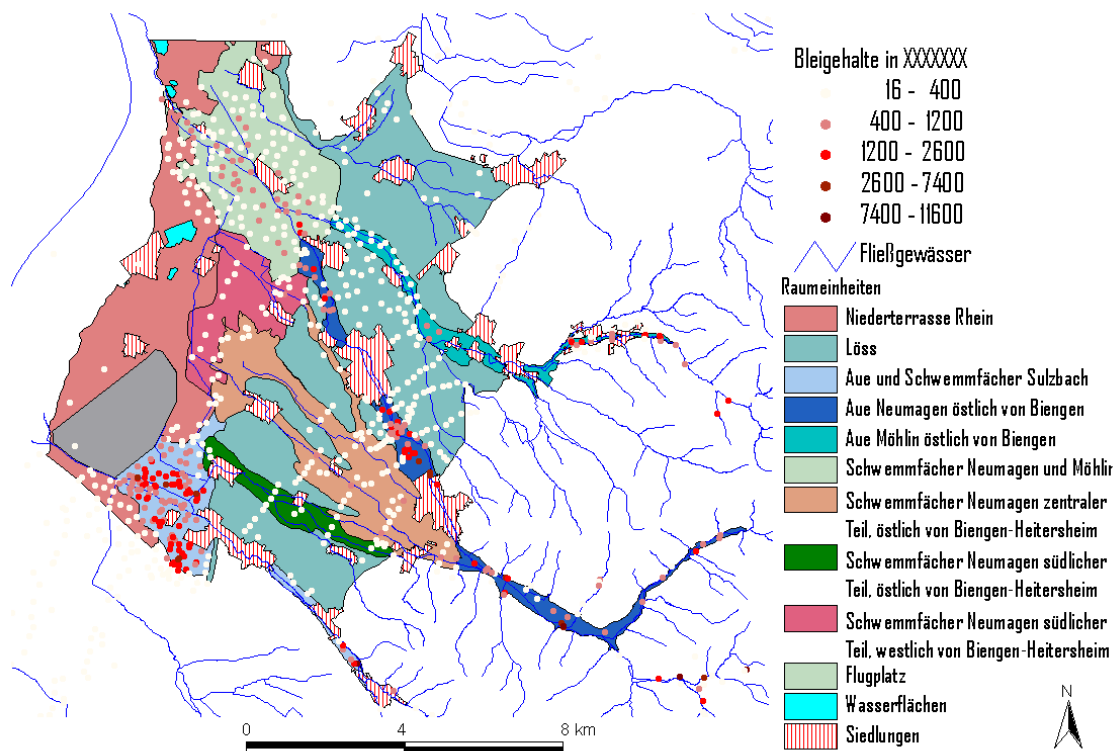 Bleigehalte in XXXXXXX
16 - 400
400 - 1200
1200 - 2600
2600 - 7400
7400 - 11600
Fließgewässer
Raumeinheiten
Niederterrasse Rhein
Löss
Aue und Schwemmfächer Sulzbach
Aue Neumagen östlich von Biengen
Aue Möhlin östlich von Biengen
Schwemmfächer Neumagen und Möhlin
Schwemmfächer Neumagen zentraler
Teil, östlich von Biengen-Heitersheim
Schwemmfächer Neumagen südlicher
Teil, östlich von Biengen-Heitersheim
Schwemmfächer Neumagen südlicher
Teil, westlich von Biengen-Heitersheim
Flugplatz
Wasserflächen
Siedlungen
N
0 4 8 km